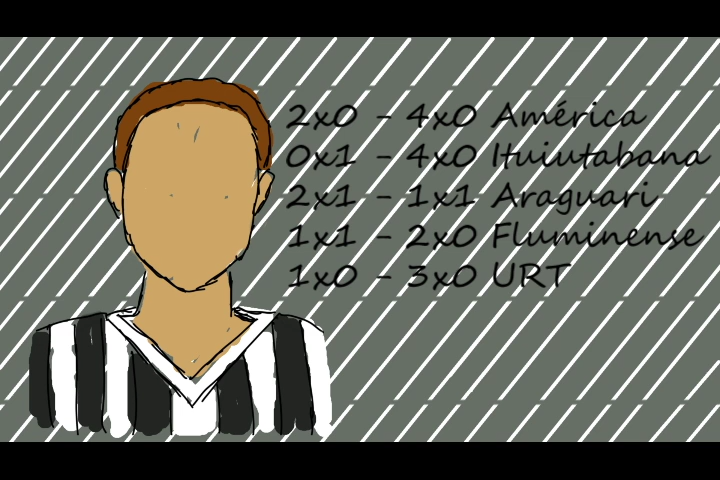 2x0 - 4x0 América
0x1 - 4x0 Ituiutabana
2x1 - 1x1 Araguari
1x1 - 2x0 Fluminense
1x0 - 3x0 URT